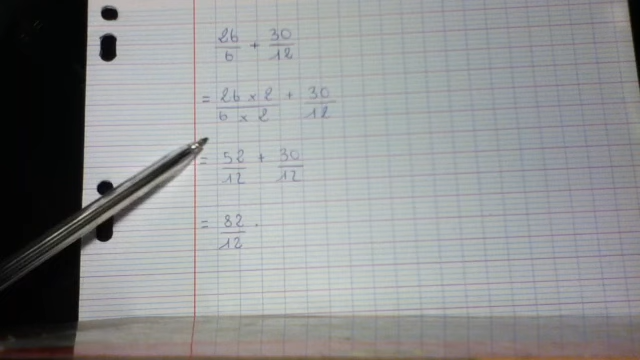 26/6 + 30/12
= 26 × 2/6 × 2 + 30/12
= 52/12 + 30/12
= 82/12.